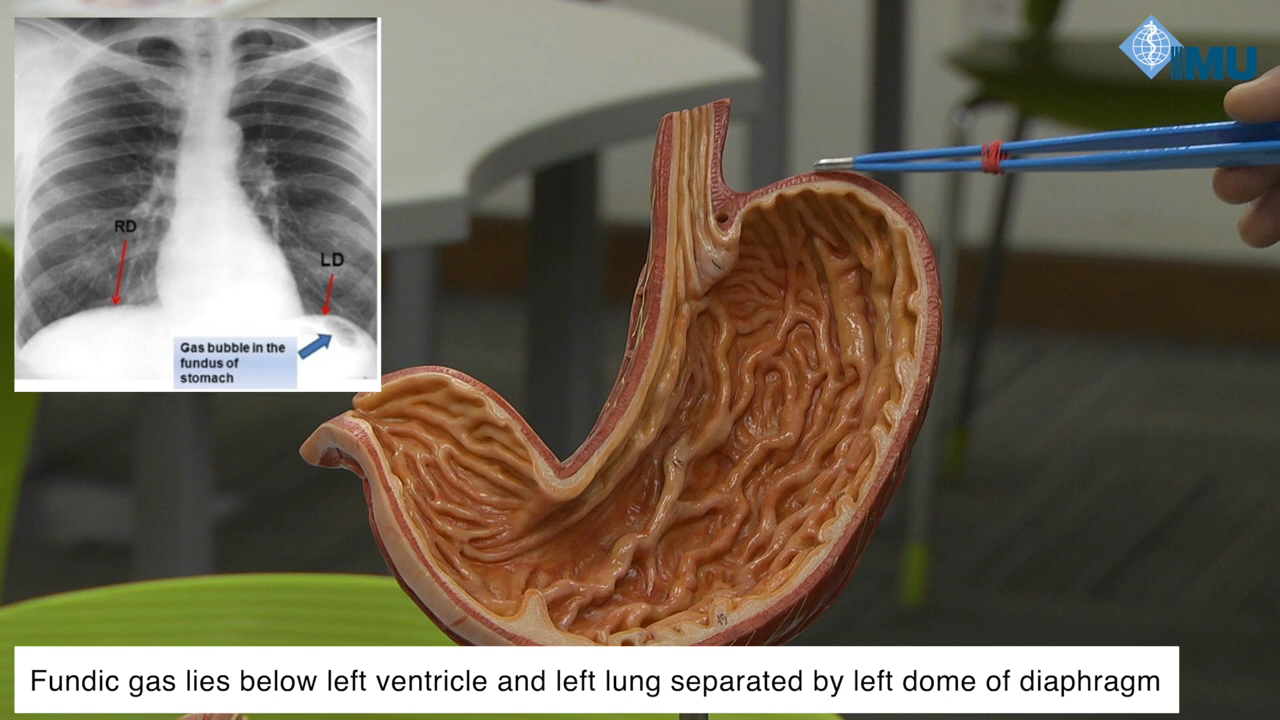 IMU
RD
LD
Gas bubble in the
fundus of
stomach
19
Fundic gas lies below left ventricle and left lung separated by left dome of diaphragm